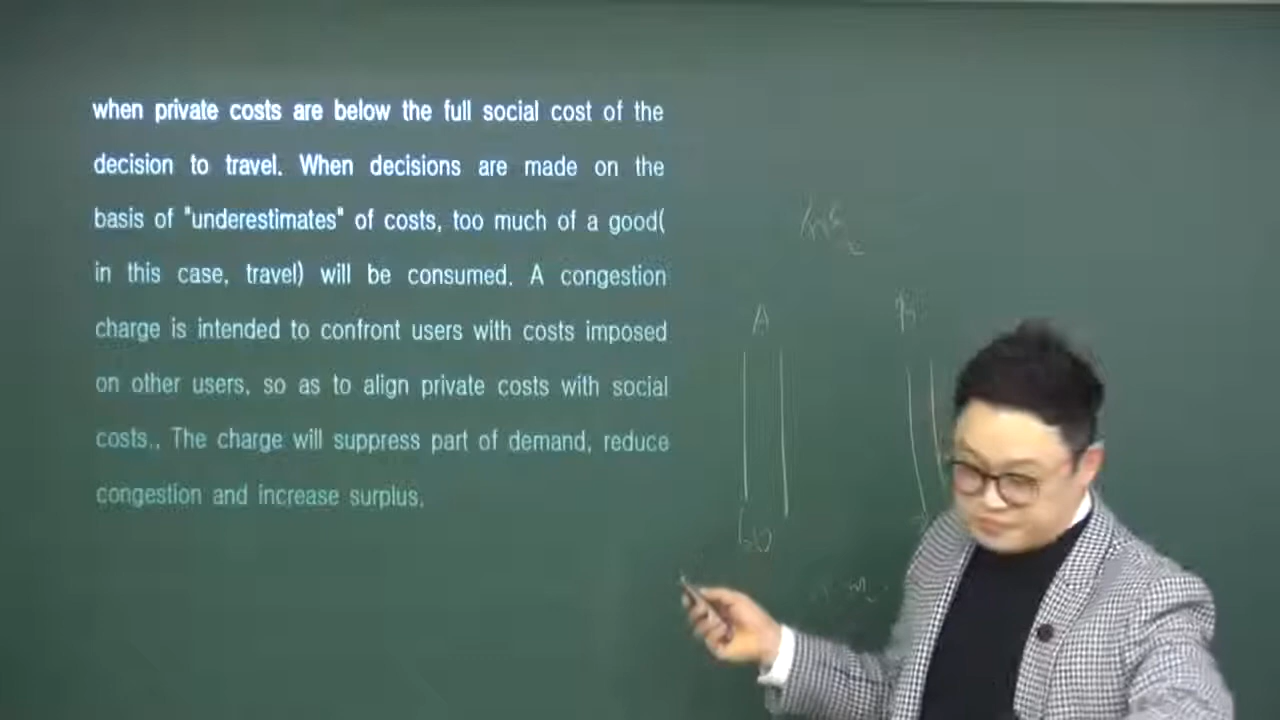 when private costs are below the full social cost of the
decision to travel. When decisions are made on the
basis of "underestimates" of costs, too much of a good(
in this case, travel) will be consumed. A congestion
charge is intended to confront users with costs imposed
on other users, so as to align private costs with social
costs,. The charge will suppress part of demand, reduce
congestion and increase surplus.
A